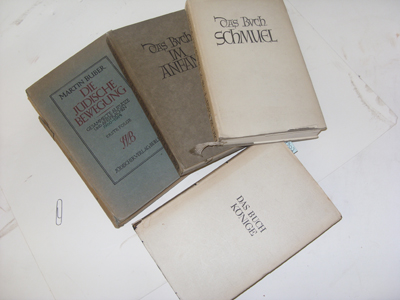 MARTIN BUBER
DIE
JÜDISCHE
BEWEGUNG
Das Buch
IM
ANFANG
Das Buch
SCHMUEL
DAS BUCH
KÖNIGE